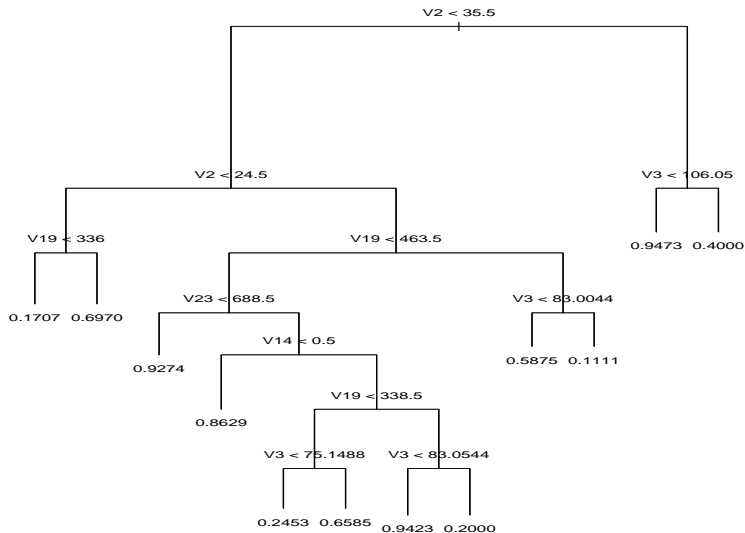 V2 < 35.5
V2 < 24.5
V3 < 106.05
V19 < 336
V19 < 463.5
0.9473 0.4000
V23 < 688.5
V3 < 83.0044
0.1707 0.6970
V14 < 0.5
0.9274
0.5875 0.1111
V19 < 338.5
0.8629
V3 < 75.1488
V3 < 83.0544
0.2453 0.6585
0.9423 0.2000